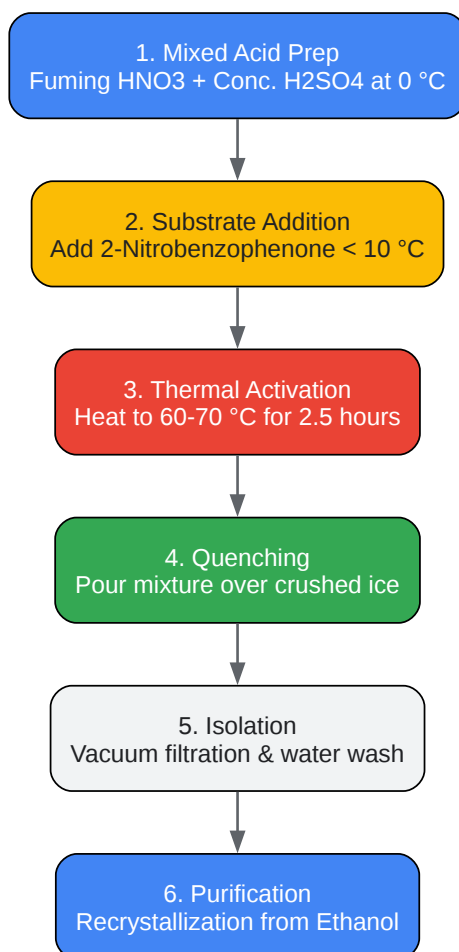 1. Mixed Acid Prep
Fuming HNO3 + Conc. H2SO4 at 0 °C
2. Substrate Addition
Add 2-Nitrobenzophenone < 10 °C
3. Thermal Activation
Heat to 60-70 °C for 2.5 hours
4. Quenching
Pour mixture over crushed ice
5. Isolation
Vacuum filtration & water wash
6. Purification
Recrystallization from Ethanol